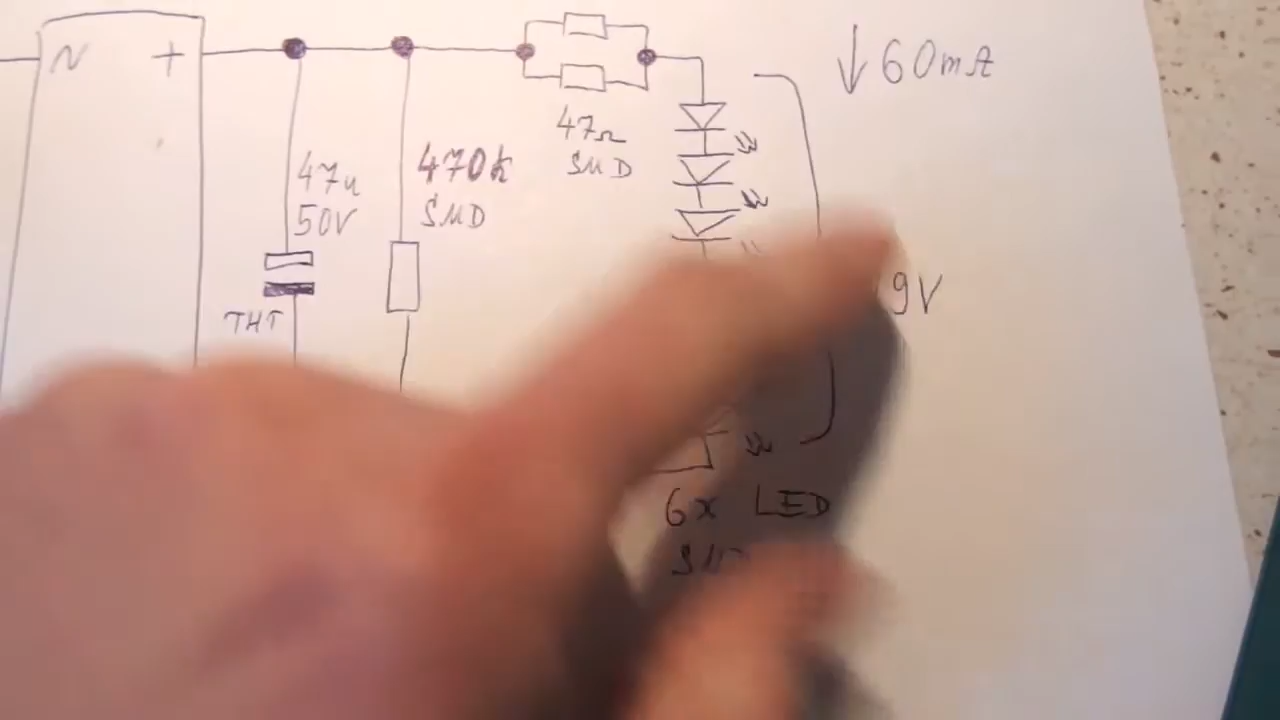 ~ +
60mA
47Ω
SMD
47u
50V
470k
SMD
THT
9V
6x LED